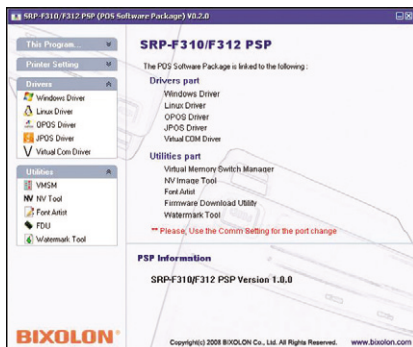 SRP-F310/F312 PSP (POS Software Package) V0.2.0
This Program...
Printer Setting
Drivers
Windows Driver
Linux Driver
OPOS Driver
JPOS Driver
Virtual Com Driver
Utilities
VMSM
NV NV Tool
Font Artist
FDU
Watermark Tool
SRP-F310/F312 PSP
The POS Software Package is linked to the following :
Drivers part
Windows Driver
Linux Driver
OPOS Driver
JPOS Driver
Virtual COM Driver
Utilities part
Virtual Memory Switch Manager
NV Image Tool
Font Artist
Firmware Download Utility
Watermark Tool
** Please, Use the Comm Setting for the port change
PSP Information
SRP-F310/F312 PSP Version 1.0.0
BIXOLON®
Copyright(c) 2008 BIXOLON Co., Ltd. All Rights Reserved. www.bixolon.com